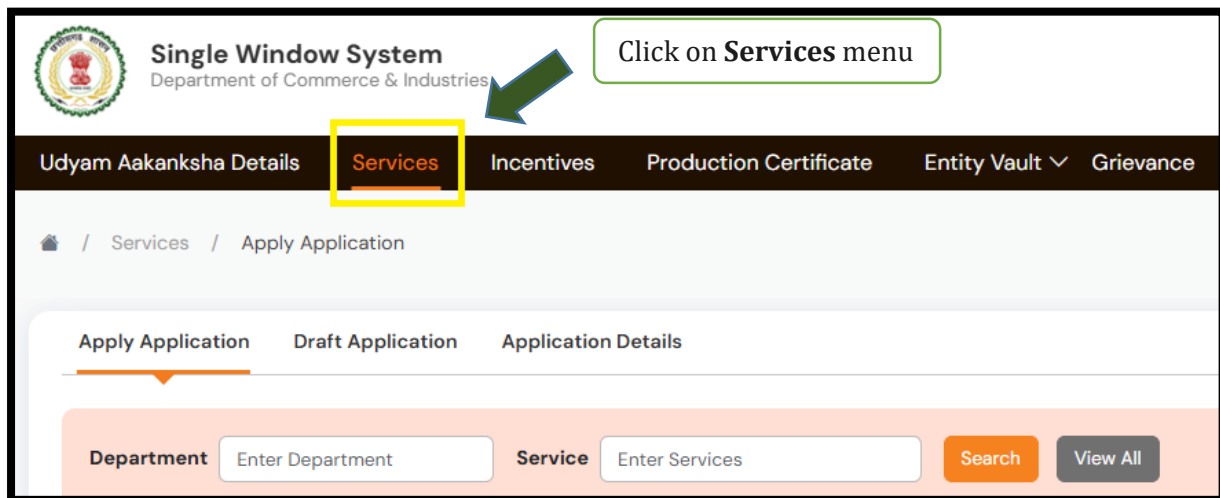 Single Window System
Department of Commerce & Industries
Click on Services menu
Udyam Aakanksha Details Services Incentives Production Certificate Entity Vault Grievance
/ Services / Apply Application
Apply Application Draft Application Application Details
Department Enter Department Service Enter Services Search View All